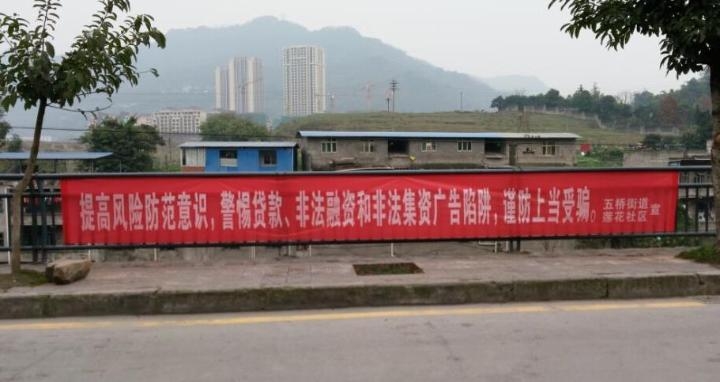 提高风险防范意识，警惕贷款、非法融资和非法集资广告陷阱，谨防上当受骗。
五桥街道
莲花社区
宣